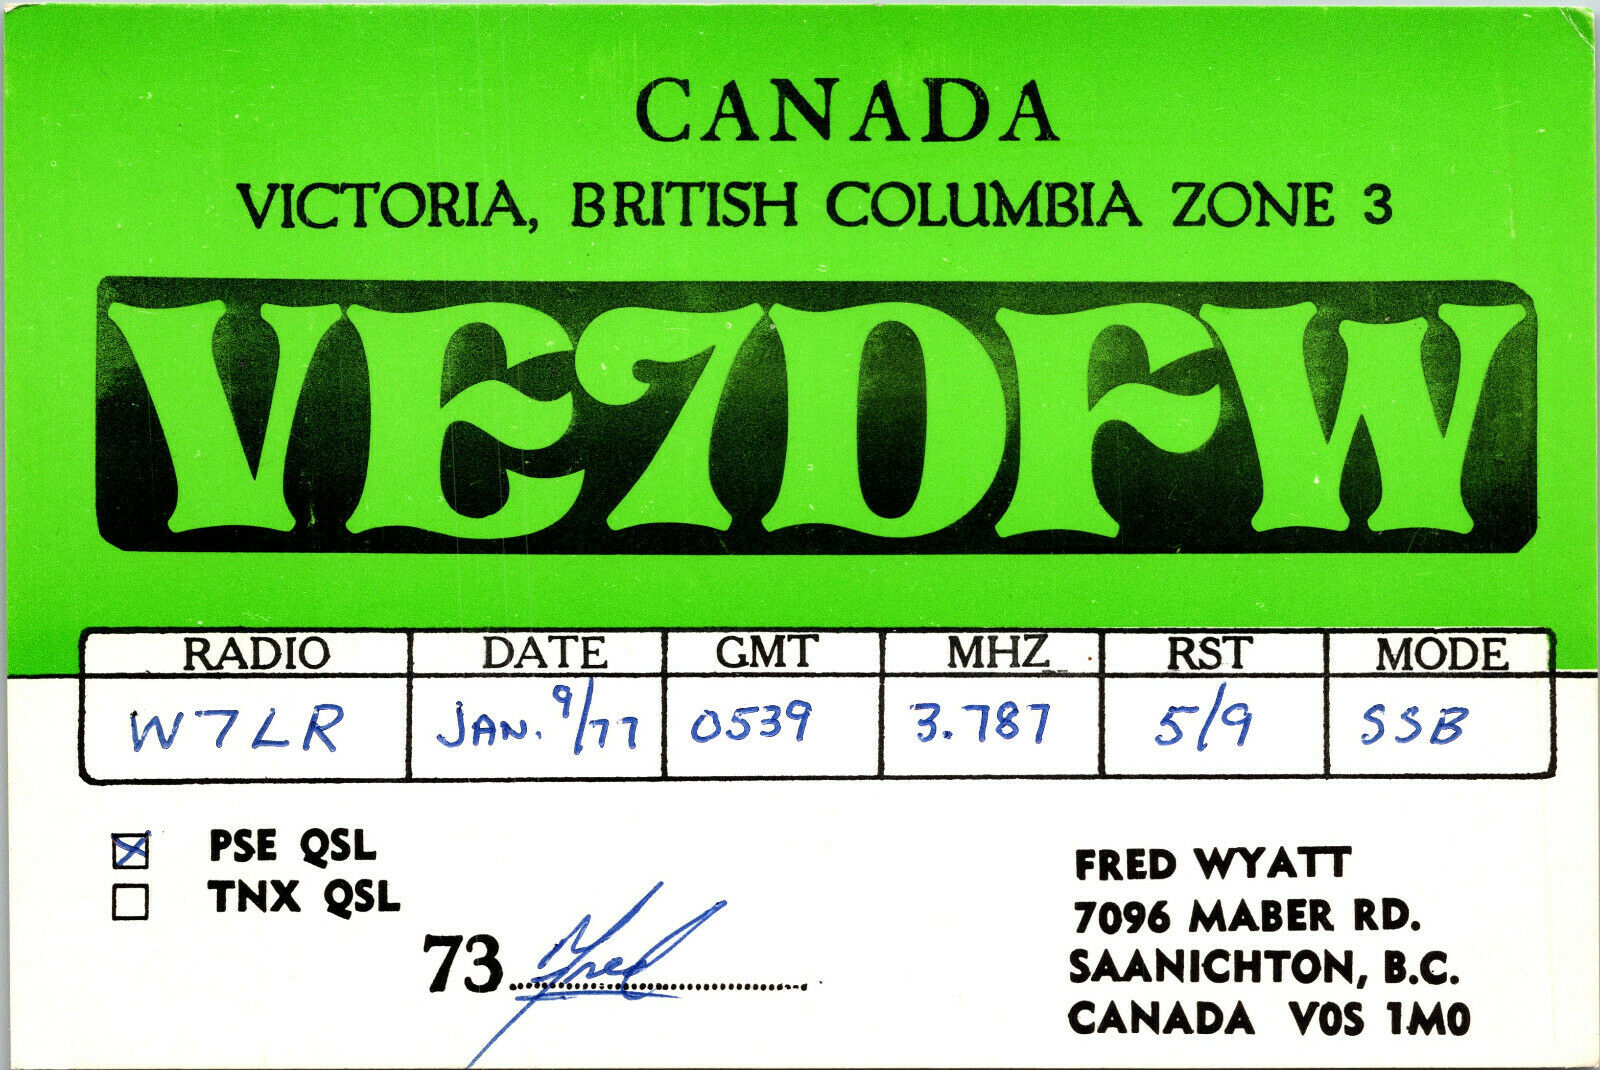 CANADA
VICTORIA, BRITISH COLUMBIA ZONE 3
VE7DFW
RADIO DATE GMT MHZ RST MODE
W7LR JAN. 9/77 0539 3.787 5/9 SSB
PSE QSL
TNX QSL
73 Fred
FRED WYATT
7096 MABER RD.
SAANICHTON, B.C.
CANADA V0S 1M0